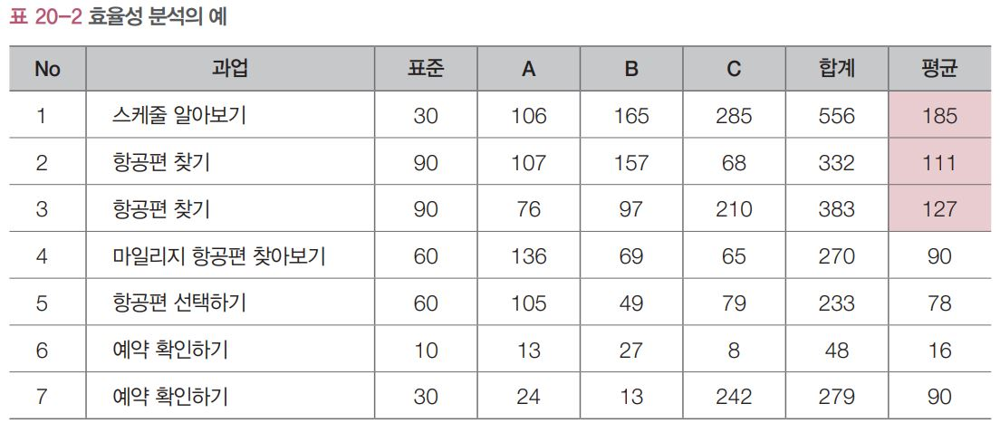 표 20-2 효율성 분석의 예
No 과업 표준 A B C 합계 평균
1 스케줄 알아보기 30 106 165 285 556 185
2 항공편 찾기 90 107 157 68 332 111
3 항공편 찾기 90 76 97 210 383 127
4 마일리지 항공편 찾아보기 60 136 69 65 270 90
5 항공편 선택하기 60 105 49 79 233 78
6 예약 확인하기 10 13 27 8 48 16
7 예약 확인하기 30 24 13 242 279 90